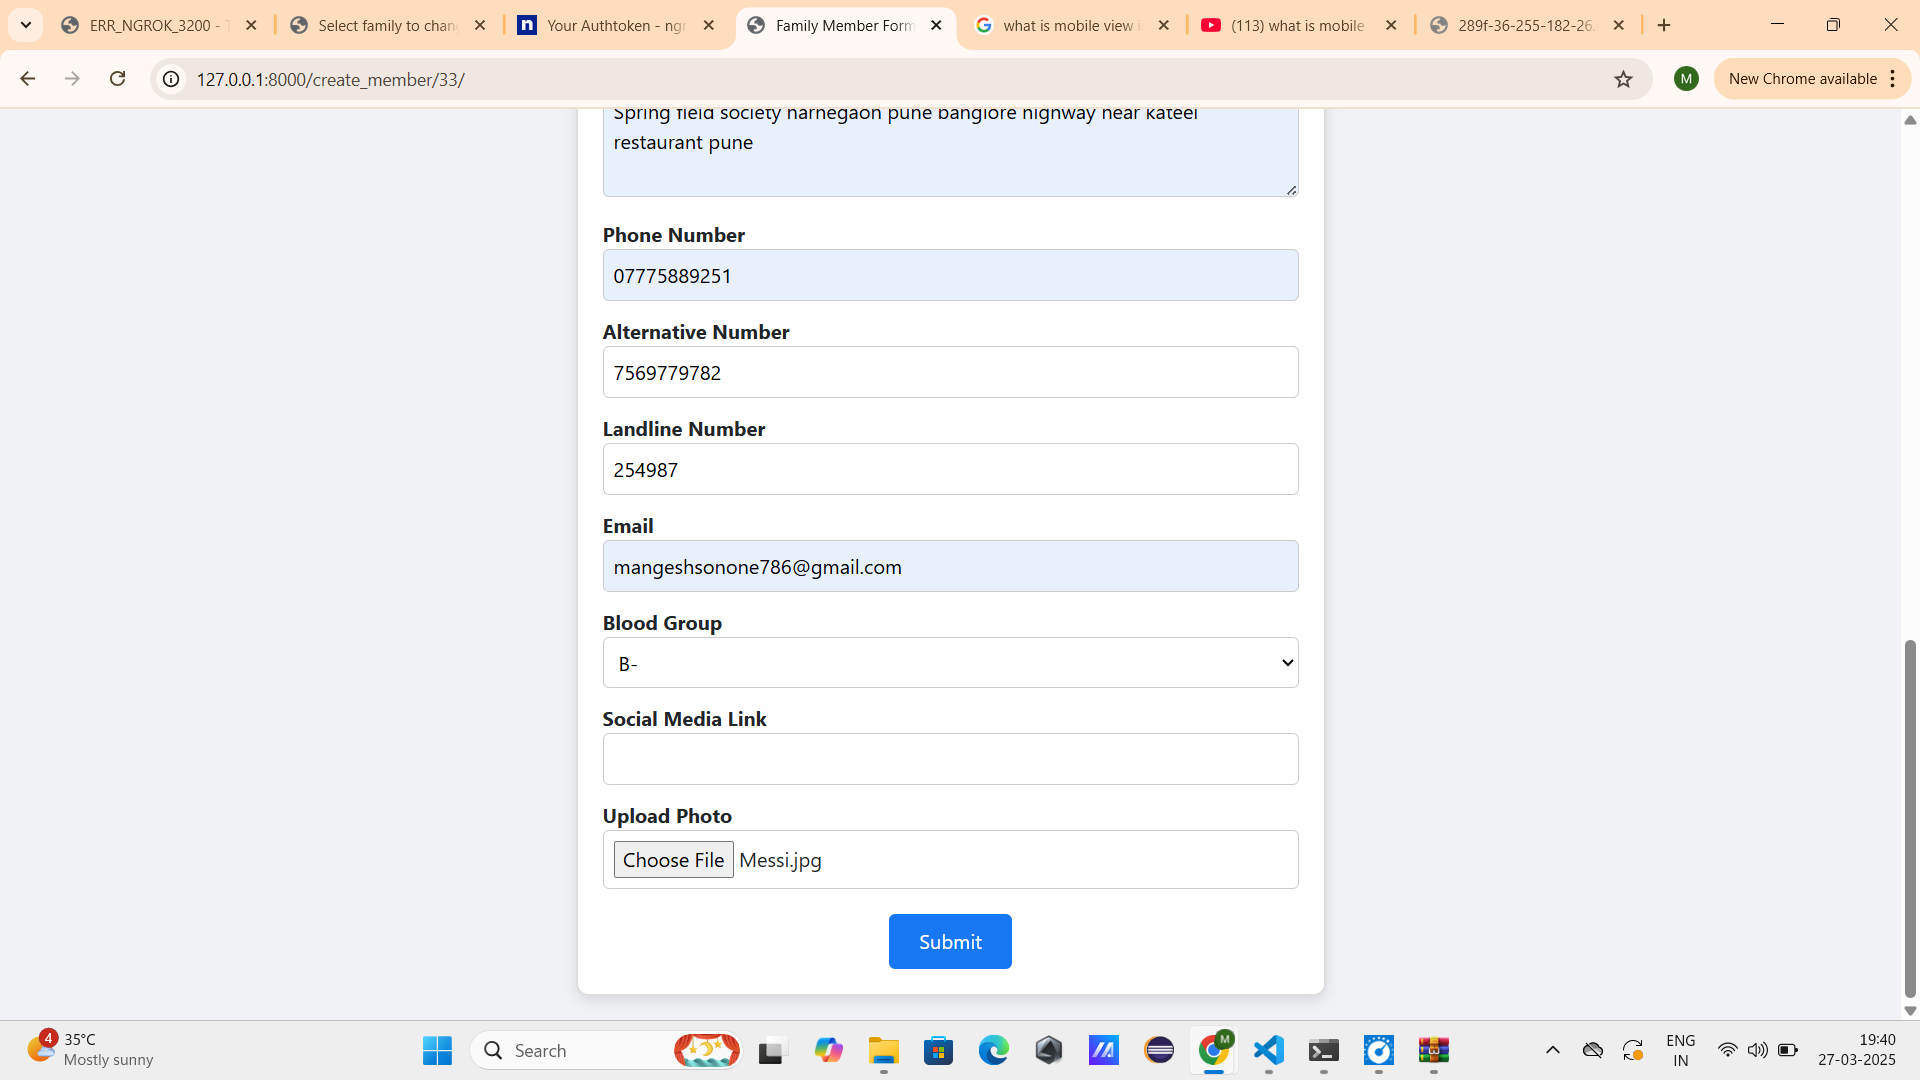 ERR_NGROK_3200 - T
Select family to chan
Your Authtoken - ngr
Family Member Form
what is mobile view i
(113) what is mobile
289f-36-255-182-26.
127.0.0.1:8000/create_member/33/
M
New Chrome available
Spring field society narhegaon pune banglore highway near kateel
restaurant pune
Phone Number
07775889251
Alternative Number
7569779782
Landline Number
254987
Email
mangeshsonone786@gmail.com
Blood Group
B-
Social Media Link
Upload Photo
Choose File Messi.jpg
Submit
4
35°C
Mostly sunny
Search
M
ENG
IN
19:40
27-03-2025